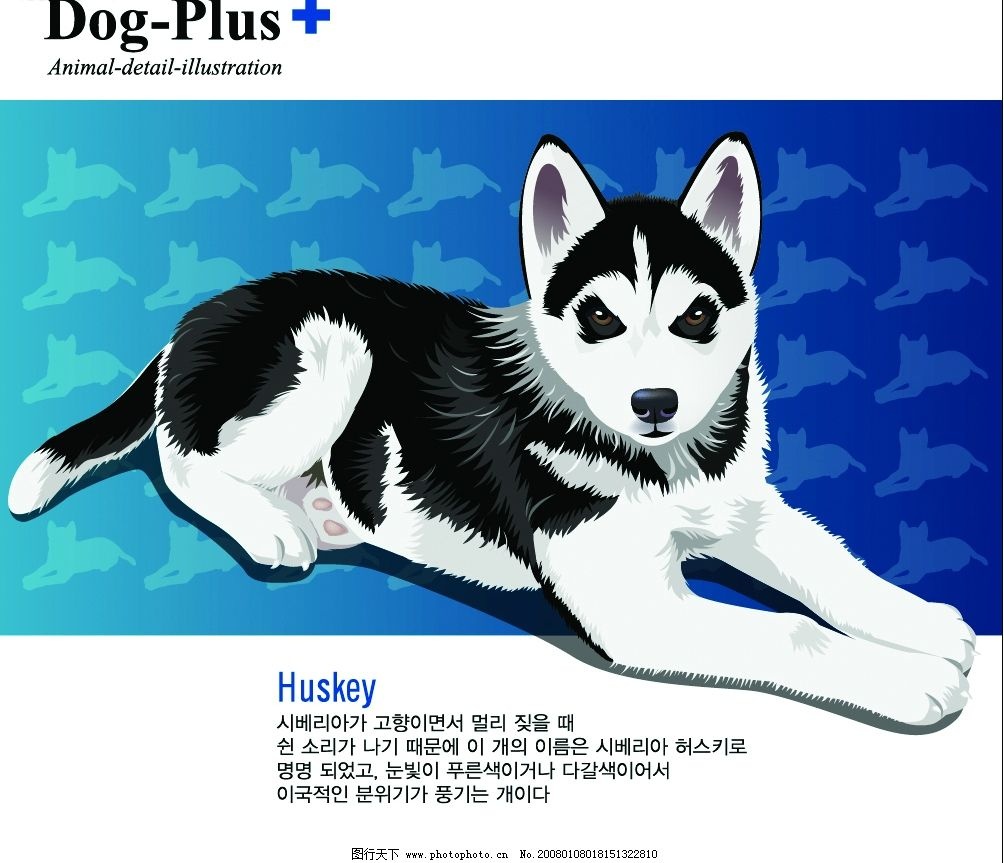 Dog-Plus +
Animal-detail-illustration
Huskey
시베리아가 고향이면서 멀리 짖을 때
쉰 소리가 나기 때문에 이 개의 이름은 시베리아 허스키로
명명 되었고, 눈빛이 푸른색이거나 다갈색이어서
이국적인 분위기가 풍기는 개이다
图行天下 www.photophoto.cn No.20080108018151322810